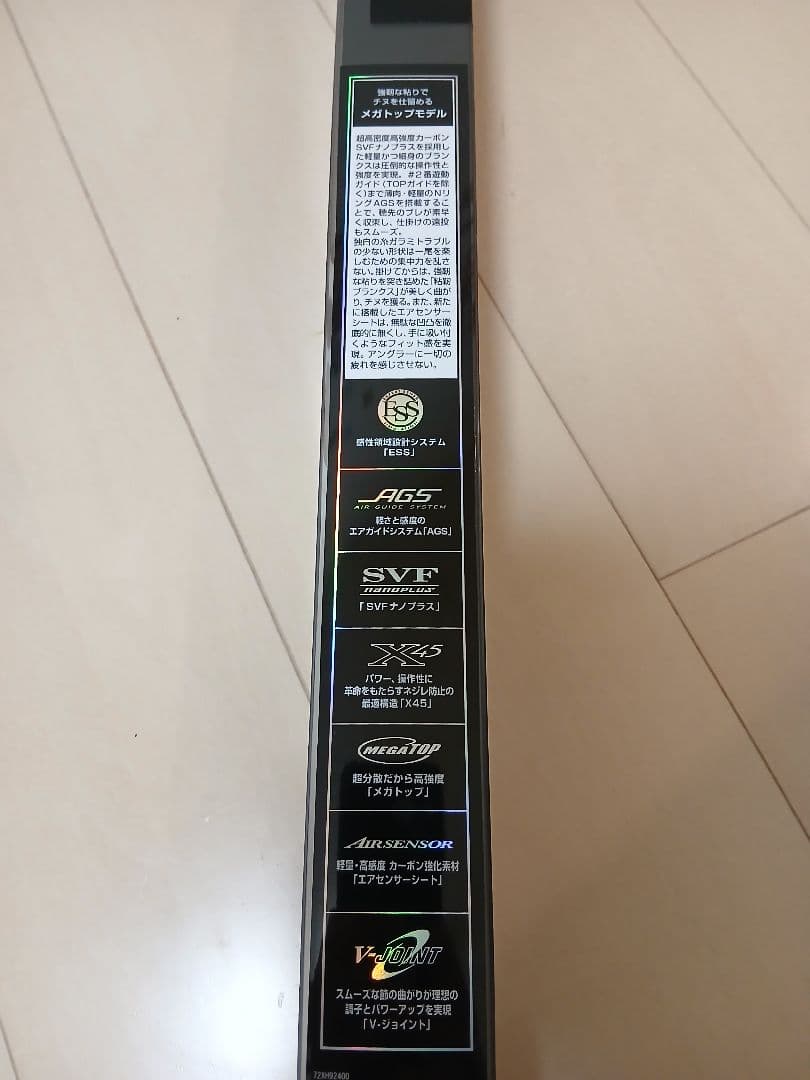 強靭な粘りで
チヌを仕留める
メガトップモデル
超高密度高強度カーボン
SVFナノプラスを採用し
た軽量かつ細身のブラン
クスは圧倒的な操作性と
強度を実現。#2番遊動
ガイド(TOPガイドを除
く)まで薄肉・軽量のNリ
ングAGSを搭載するこ
とで、穂先のブレが素早
く収束し、仕掛けの遠投
もスムーズ。
独自の糸ガラミトラブル
の少ない形状は一尾を楽
しむための集中力を乱さ
ない。掛けてからは、強靭
な粘りを突き詰めた「粘靭
ブランクス」が美しく曲が
り、チヌを獲る。また、新た
に搭載したエアセンサー
シートは、無駄な凹凸を徹
底的に無くし、手に吸い付
くようなフィット感を実
現。アングラーに一切の
疲れを感じさせない。
ESS
感性領域設計システム
「ESS」
AGS
AIR GUIDE SYSTEM
軽さと感度の
エアガイドシステム「AGS」
SVF
nanoplus
「SVFナノプラス」
X45
パワー、操作性に
革命をもたらすネジレ防止の
最適構造「X45」
MEGATOP
超分散だから高強度
「メガトップ」
AIRSENSOR
軽量・高感度 カーボン強化素材
「エアセンサーシート」
V-JOINT
スムーズな節の曲がりが理想の
調子とパワーアップを実現
「V-ジョイント」
72XH92400